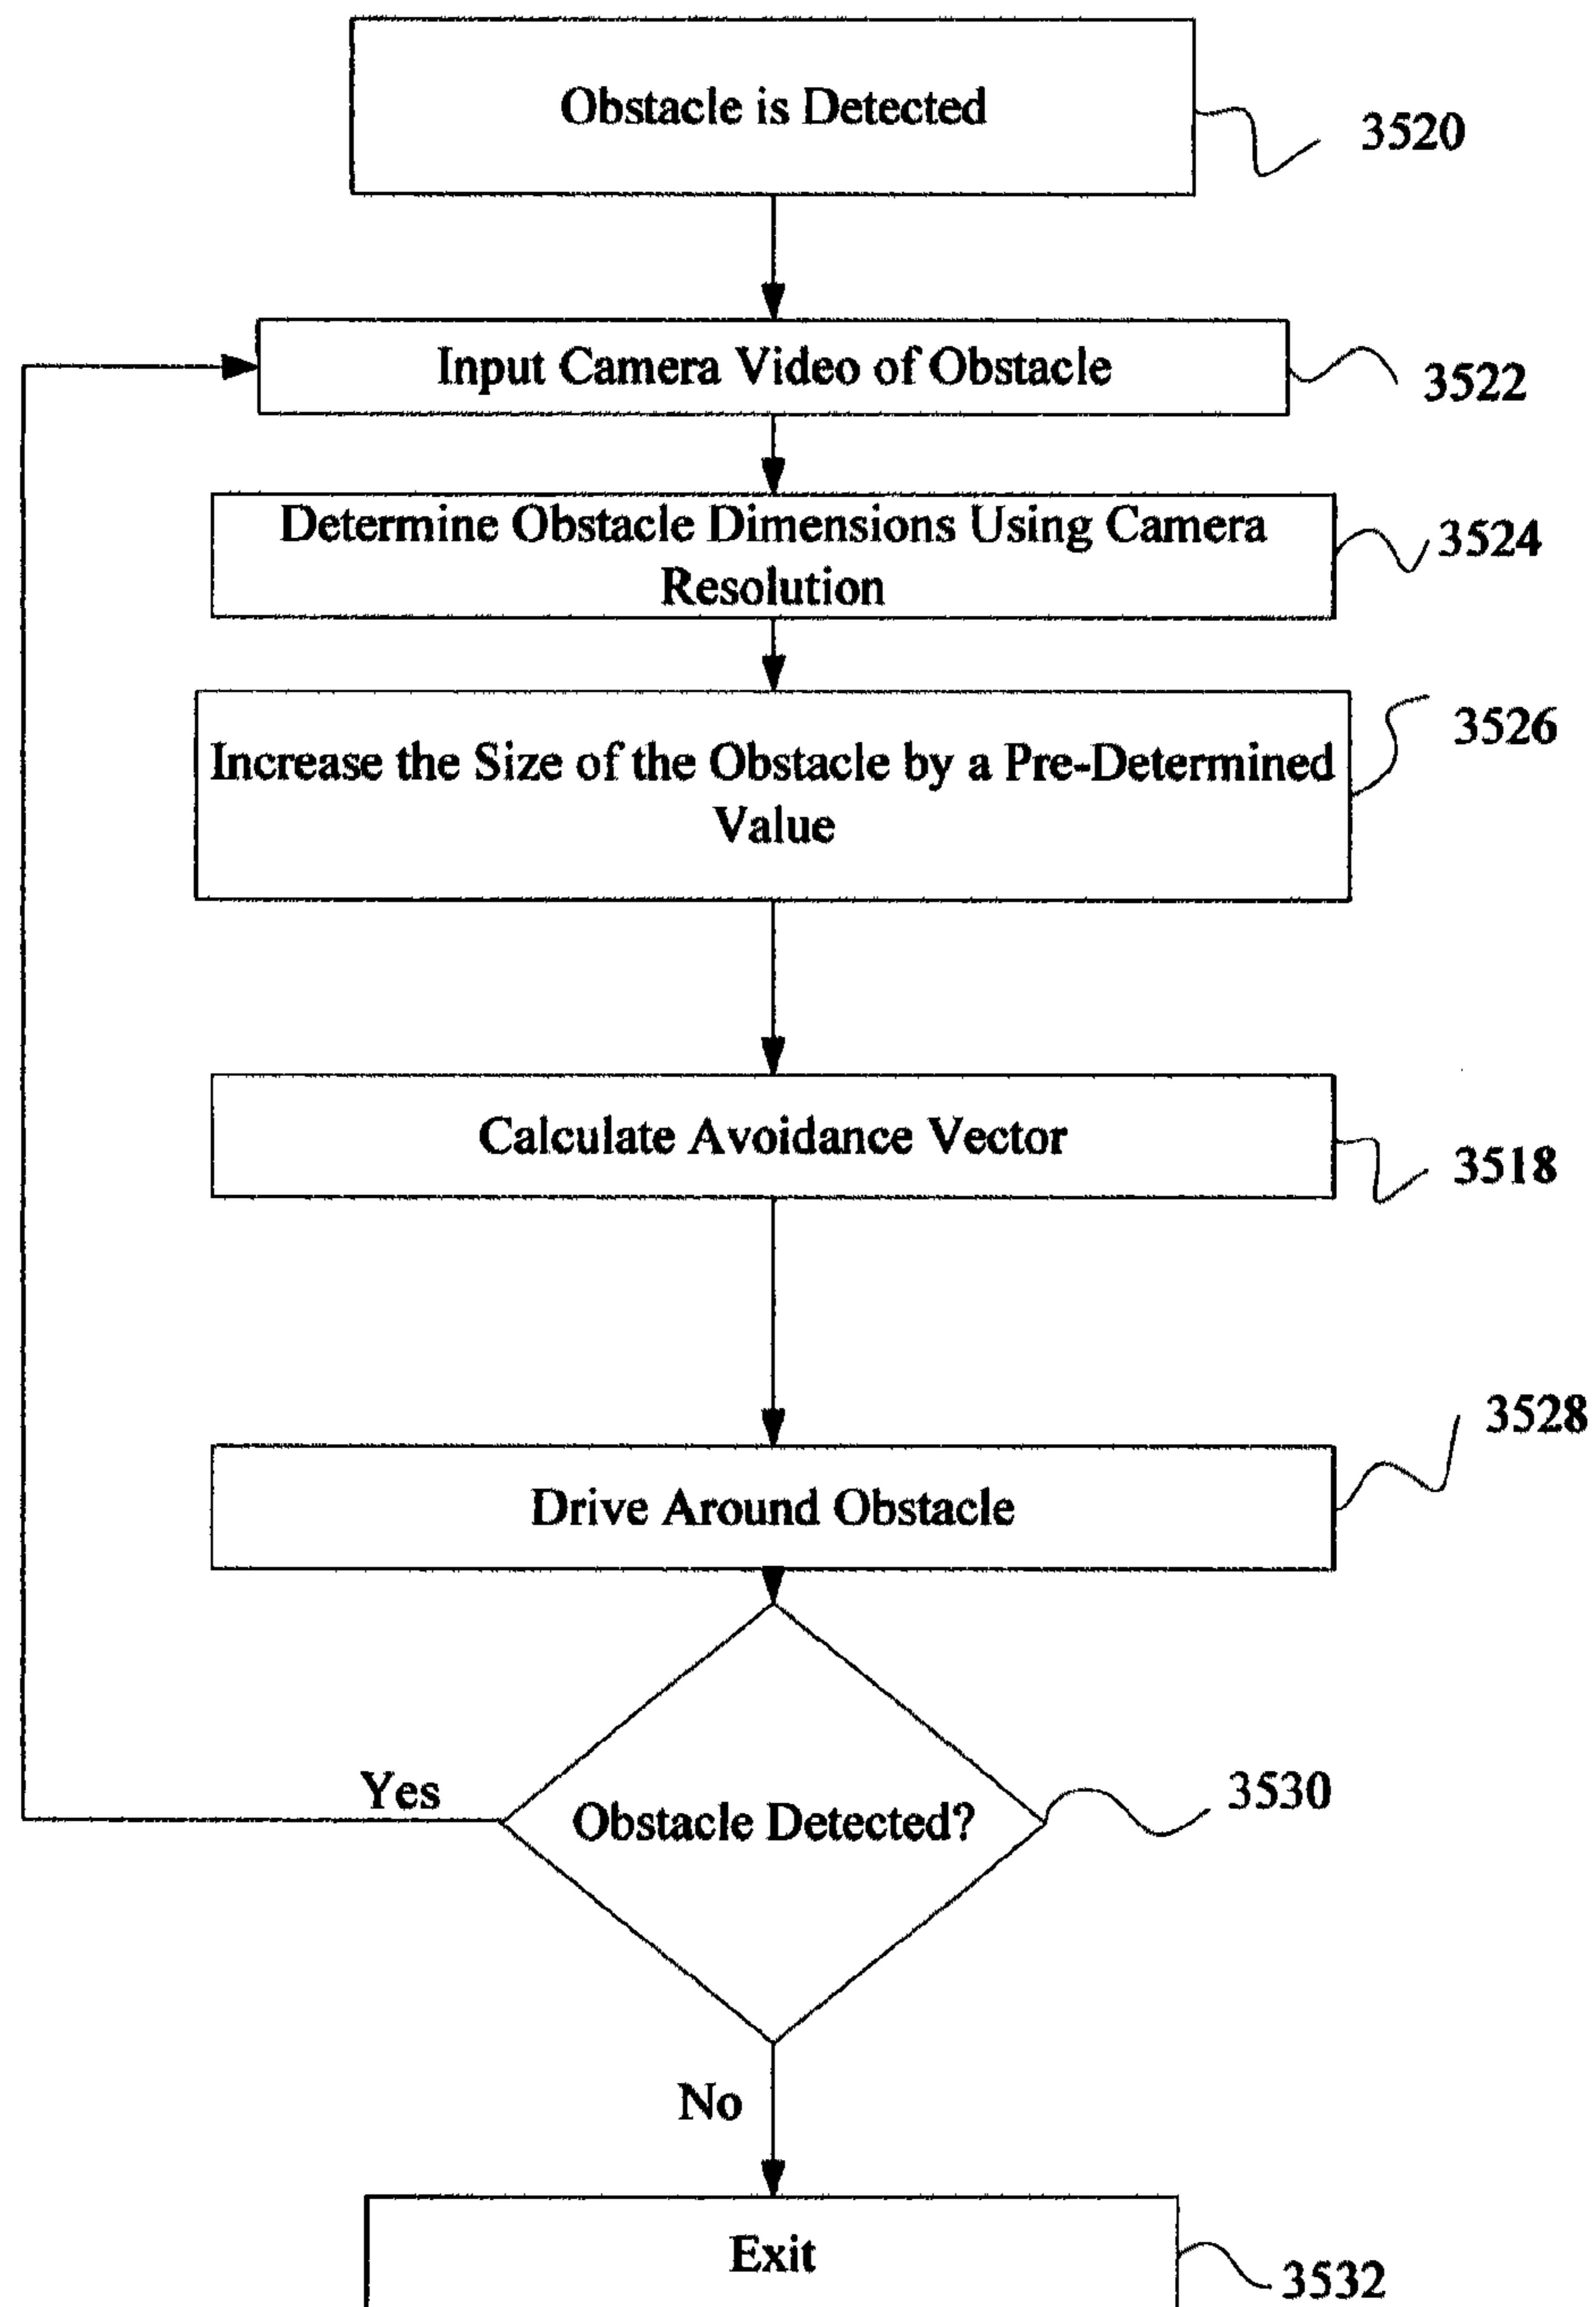 Obstacle is Detected
3520
Input Camera Video of Obstacle
3522
Determine Obstacle Dimensions Using Camera
Resolution
3524
Increase the Size of the Obstacle by a Pre-Determined
Value
3526
Calculate Avoidance Vector
3518
Drive Around Obstacle
3528
Obstacle Detected?
3530
Yes
No
Exit
3532